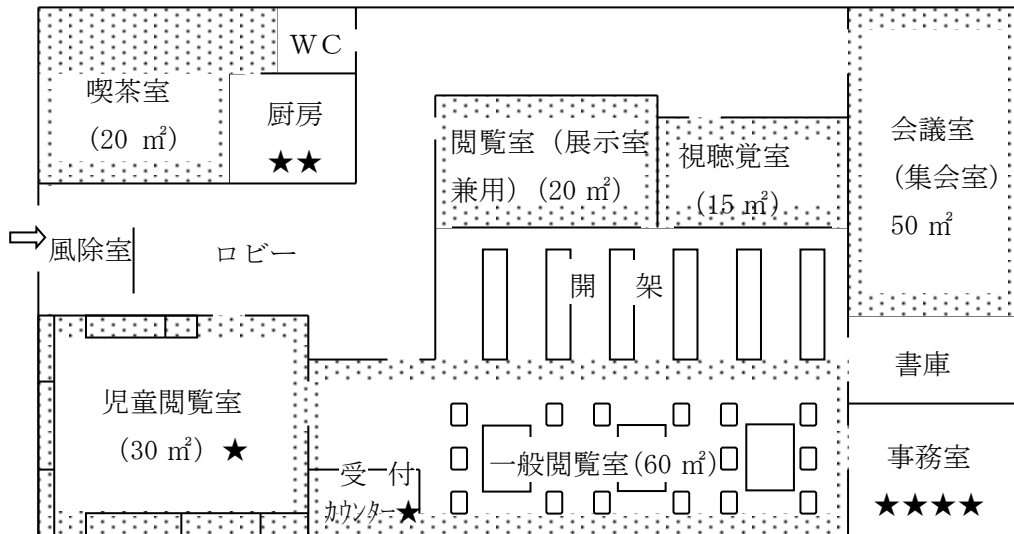 ＷＣ
喫茶室
(20 ㎡)
厨房
★★
閲覧室（展示室
兼用）(20 ㎡)
視聴覚室
(15 ㎡)
会議室
（集会室）
50 ㎡
風除室
ロビー
開　架
児童閲覧室
(30 ㎡) ★
受　付
ｶｳﾝﾀｰ★
一般閲覧室(60 ㎡)
書庫
事務室
★★★★